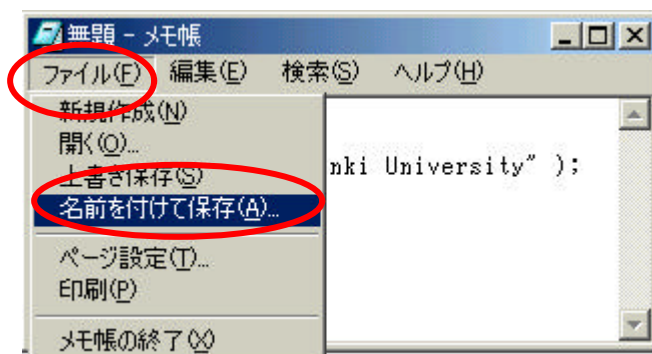 無題 - メモ帳
ファイル(F) 編集(E) 検索(S) ヘルプ(H)
新規作成(N)
開く(O)...
上書き保存(S)
nki University" );
名前を付けて保存(A)...
ページ設定(T)...
印刷(P)
メモ帳の終了(X)